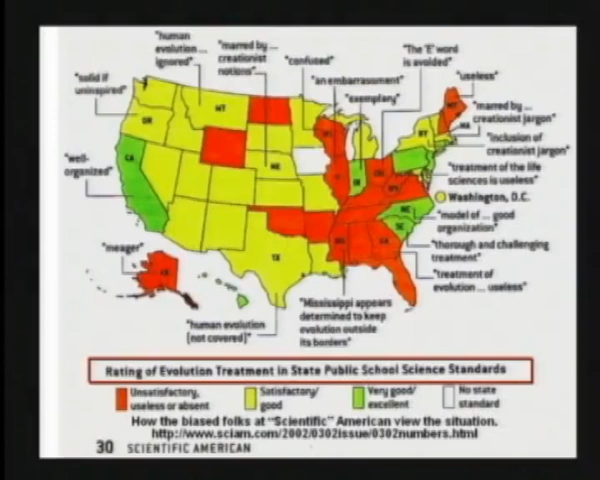 "human
evolution ...
ignored"
"marred by ...
creationist
notions"
"confused"
"an embarrassment"
"exemplary"
The 'E' word
is avoided"
"useless"
"marred by ...
creationist jargon"
"inclusion of
creationist jargon"
"treatment of the life
sciences is useless"
Washington, D.C.
"model of ... good
organization"
"thorough and challenging
treatment"
"treatment of
evolution ... useless"
"solid if
uninspired"
"well-
organized"
"meager"
"human evolution
[not covered]"
"Mississippi appears
determined to keep
evolution outside
its borders"
MT
OR
CA
NE
TX
VT
NC
SC
GA
Rating of Evolution Treatment in State Public School Science Standards
Unsatisfactory,
useless or absent
Satisfactory/
good
Very good/
excellent
No state
standard
How the biased folks at "Scientific" American view the situation.
http://www.sciam.com/2002/0302issue/0302numbers.html
30 SCIENTIFIC AMERICAN